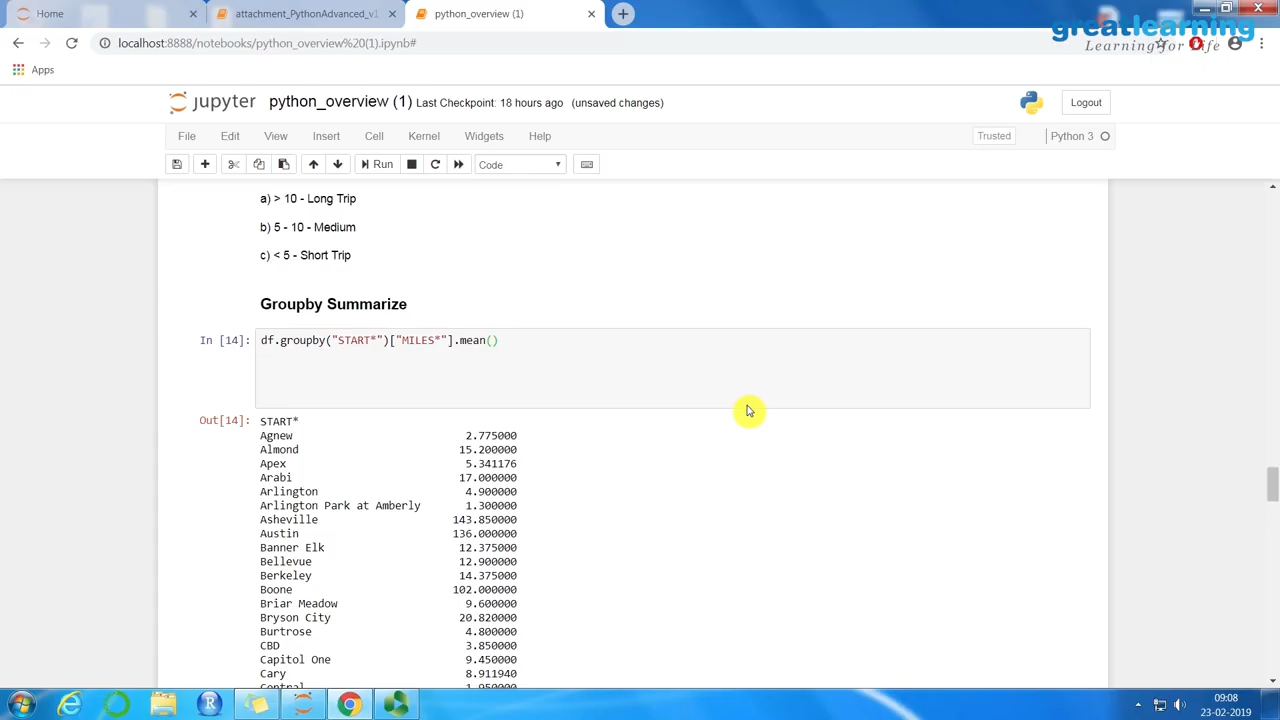 Home
attachment_PythonAdvanced_v1
python_overview (1)
greatlearning
Learning for Life
localhost:8888/notebooks/python_overview%20(1).ipynb#
Apps
jupyter python_overview (1) Last Checkpoint: 18 hours ago (unsaved changes)
Logout
File Edit View Insert Cell Kernel Widgets Help
Trusted
Python 3
Run
Code
a) > 10 - Long Trip
b) 5 - 10 - Medium
c) < 5 - Short Trip
Groupby Summarize
In [14]: df.groupby("START*")["MILES*"].mean()
Out[14]: START*
Agnew 2.775000
Almond 15.200000
Apex 5.341176
Arabi 17.000000
Arlington 4.900000
Arlington Park at Amberly 1.300000
Asheville 143.850000
Austin 136.000000
Banner Elk 12.375000
Bellevue 12.900000
Berkeley 14.375000
Boone 102.000000
Briar Meadow 9.600000
Bryson City 20.820000
Burtrose 4.800000
CBD 3.850000
Capitol One 9.450000
Cary 8.911940
Central 1.950000
09:08
23-02-2019